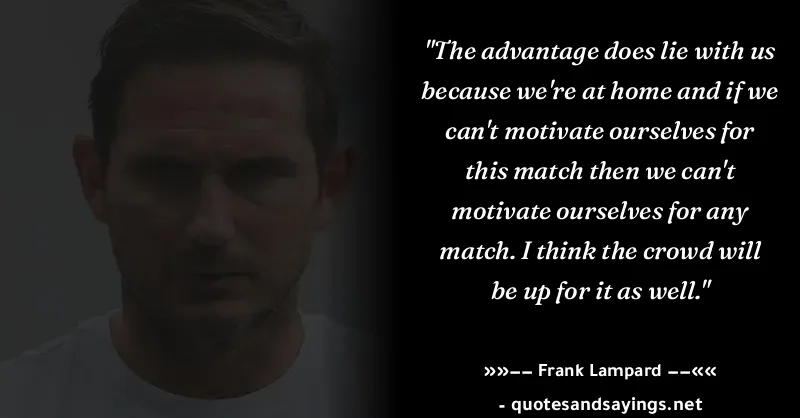 "The advantage does lie with us
because we're at home and if we
can't motivate ourselves for
this match then we can't
motivate ourselves for any
match. I think the crowd will
be up for it as well."
»»−− Frank Lampard −−««
- quotesandsayings.net